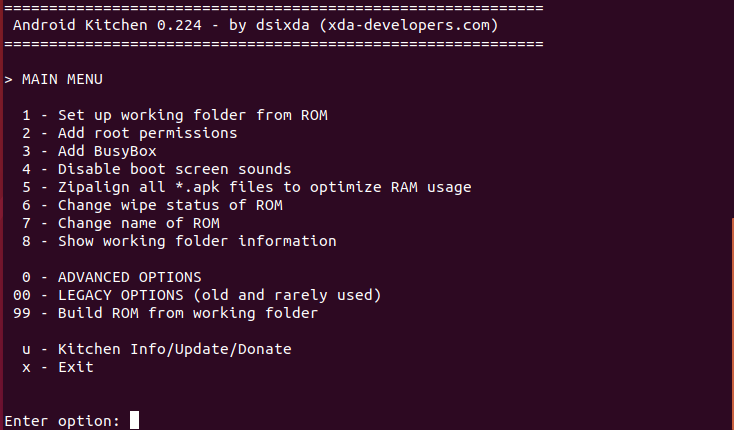 ============================================================
Android Kitchen 0.224 - by dsixda (xda-developers.com)
============================================================
> MAIN MENU
1 - Set up working folder from ROM
2 - Add root permissions
3 - Add BusyBox
4 - Disable boot screen sounds
5 - Zipalign all *.apk files to optimize RAM usage
6 - Change wipe status of ROM
7 - Change name of ROM
8 - Show working folder information
0 - ADVANCED OPTIONS
00 - LEGACY OPTIONS (old and rarely used)
99 - Build ROM from working folder
u - Kitchen Info/Update/Donate
x - Exit
Enter option: